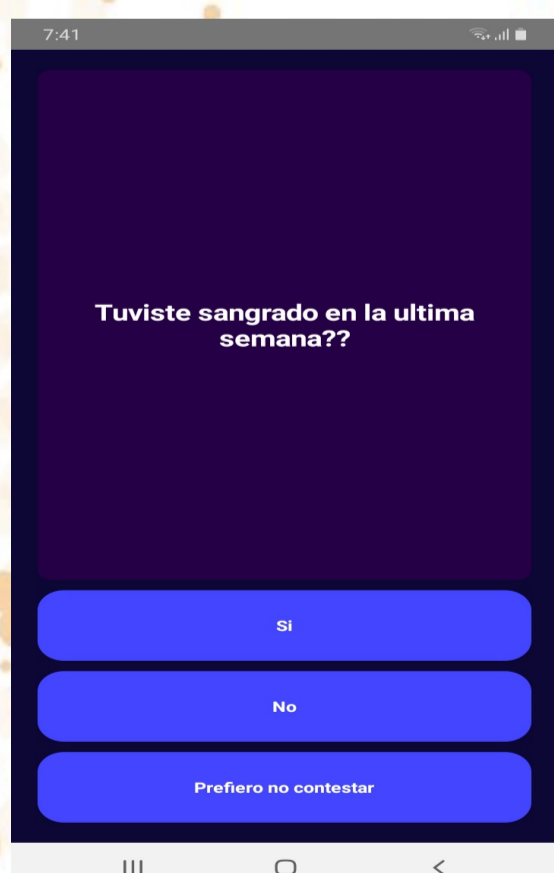 7:41
Tuviste sangrado en la ultima
semana??
Si
No
Prefiero no contestar